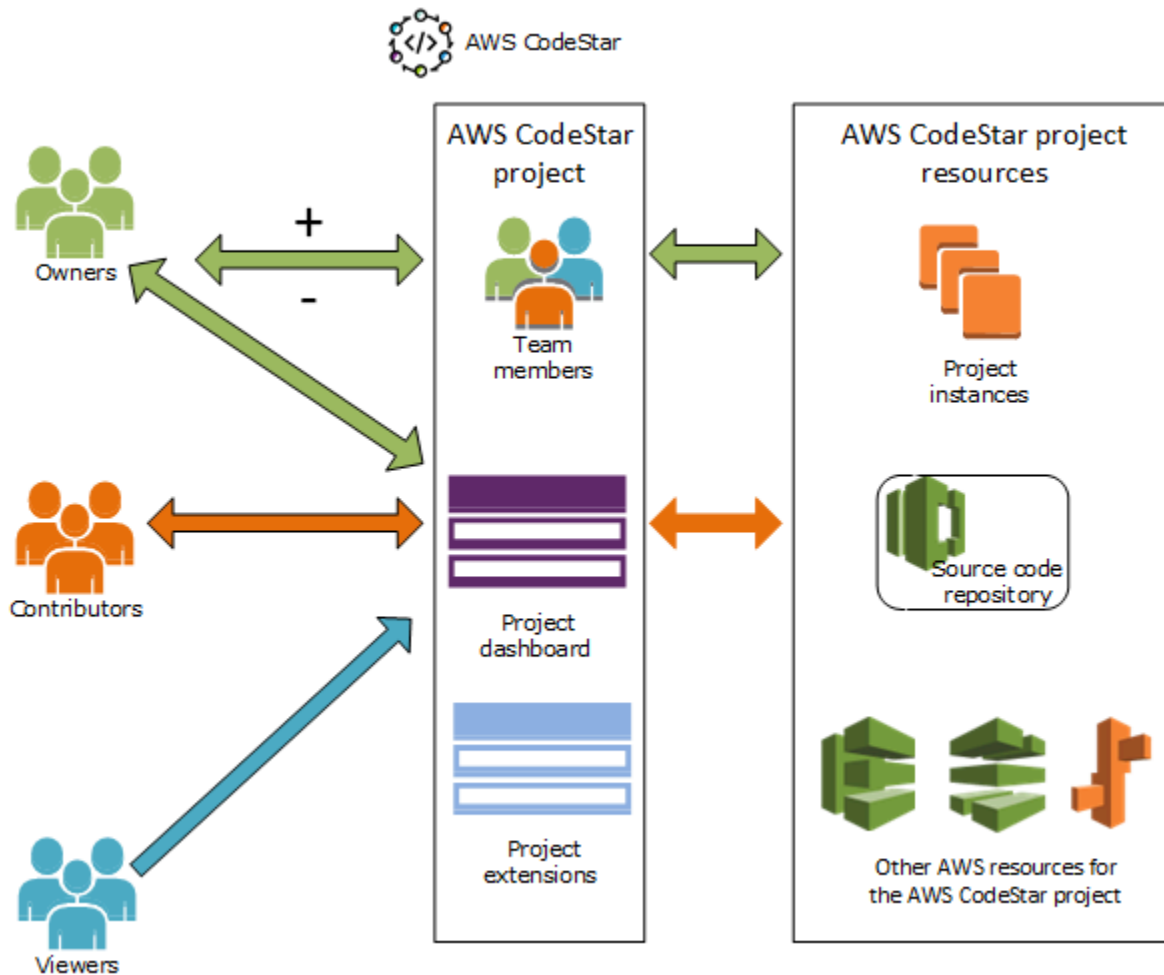 AWS CodeStar
AWS CodeStar
project
AWS CodeStar project
resources
Owners
+
-
Team
members
Project
instances
Contributors
Project
dashboard
Source code
repository
Viewers
Project
extensions
Other AWS resources for
the AWS CodeStar project